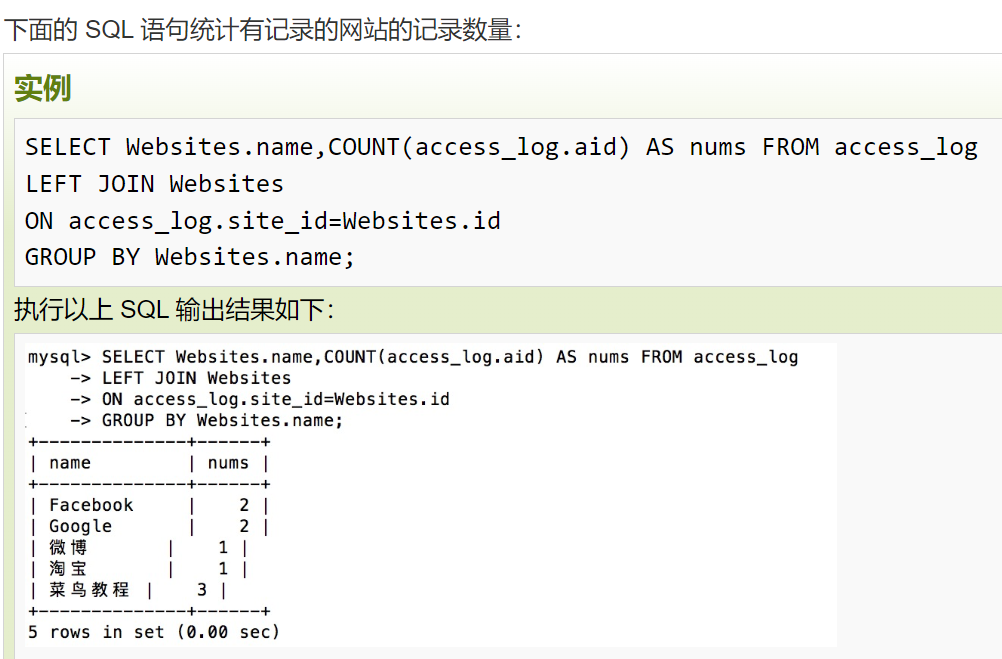 下面的 SQL 语句统计有记录的网站的记录数量：
实例
SELECT Websites.name,COUNT(access_log.aid) AS nums FROM access_log
LEFT JOIN Websites
ON access_log.site_id=Websites.id
GROUP BY Websites.name;
执行以上 SQL 输出结果如下：
mysql> SELECT Websites.name,COUNT(access_log.aid) AS nums FROM access_log
    -> LEFT JOIN Websites
    -> ON access_log.site_id=Websites.id
    -> GROUP BY Websites.name;
+--------------+------+
| name         | nums |
+--------------+------+
| Facebook     |    2 |
| Google       |    2 |
| 微博       |    1 |
| 淘宝       |    1 |
| 菜鸟教程 |    3 |
+--------------+------+
5 rows in set (0.00 sec)